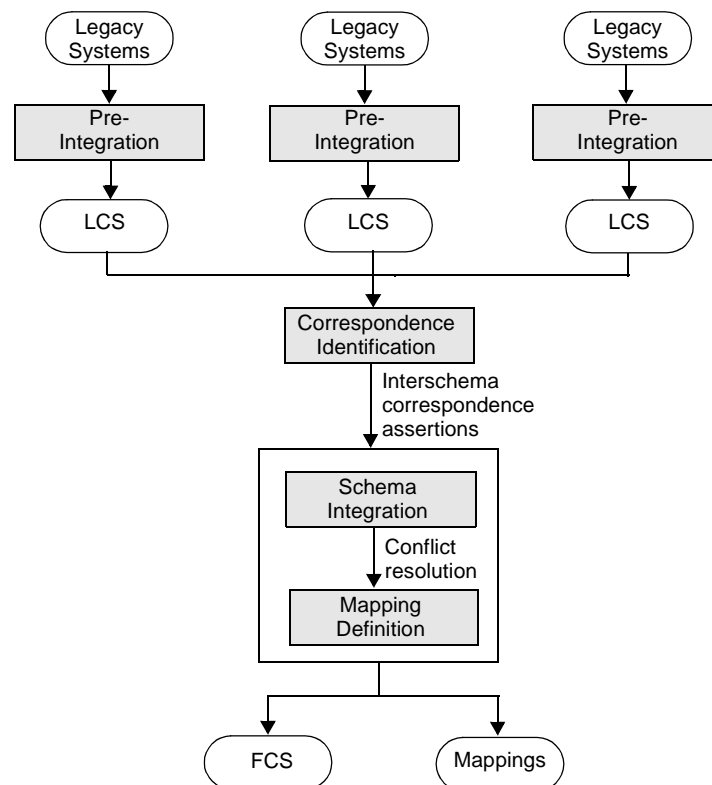 Legacy
Systems
Legacy
Systems
Legacy
Systems
Pre-
Integration
Pre-
Integration
Pre-
Integration
LCS
LCS
LCS
Correspondence
Identification
Interschema
correspondence
assertions
Schema
Integration
Conflict
resolution
Mapping
Definition
FCS
Mappings